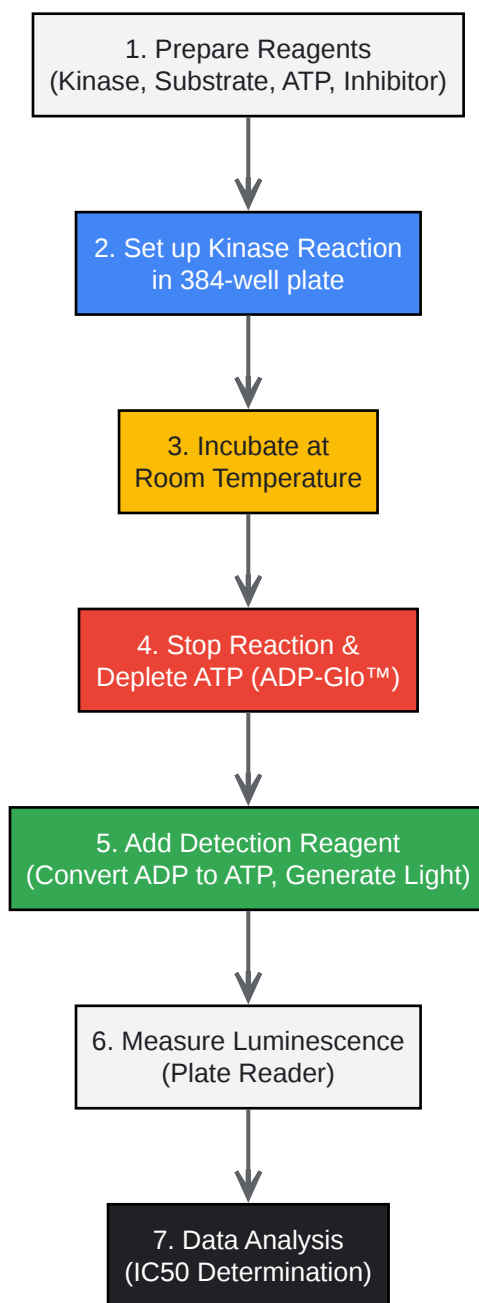 1. Prepare Reagents
(Kinase, Substrate, ATP, Inhibitor)
2. Set up Kinase Reaction
in 384-well plate
3. Incubate at
Room Temperature
4. Stop Reaction &
Deplete ATP (ADP-Glo™)
5. Add Detection Reagent
(Convert ADP to ATP, Generate Light)
6. Measure Luminescence
(Plate Reader)
7. Data Analysis
(IC50 Determination)